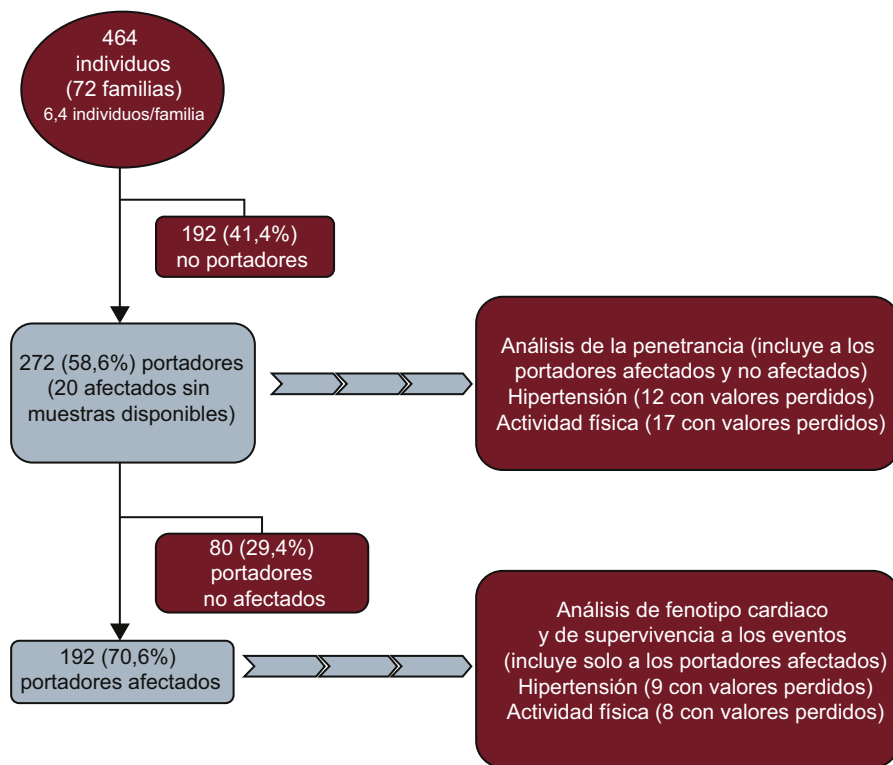 464
individuos
(72 familias)
6,4 individuos/familia
192 (41,4%)
no portadores
272 (58,6%) portadores
(20 afectados sin
muestras disponibles)
Análisis de la penetrancia (incluye a los
portadores afectados y no afectados)
Hipertensión (12 con valores perdidos)
Actividad física (17 con valores perdidos)
80 (29,4%)
portadores
no afectados
192 (70,6%)
portadores afectados
Análisis de fenotipo cardiaco
y de supervivencia a los eventos
(incluye solo a los portadores afectados)
Hipertensión (9 con valores perdidos)
Actividad física (8 con valores perdidos)